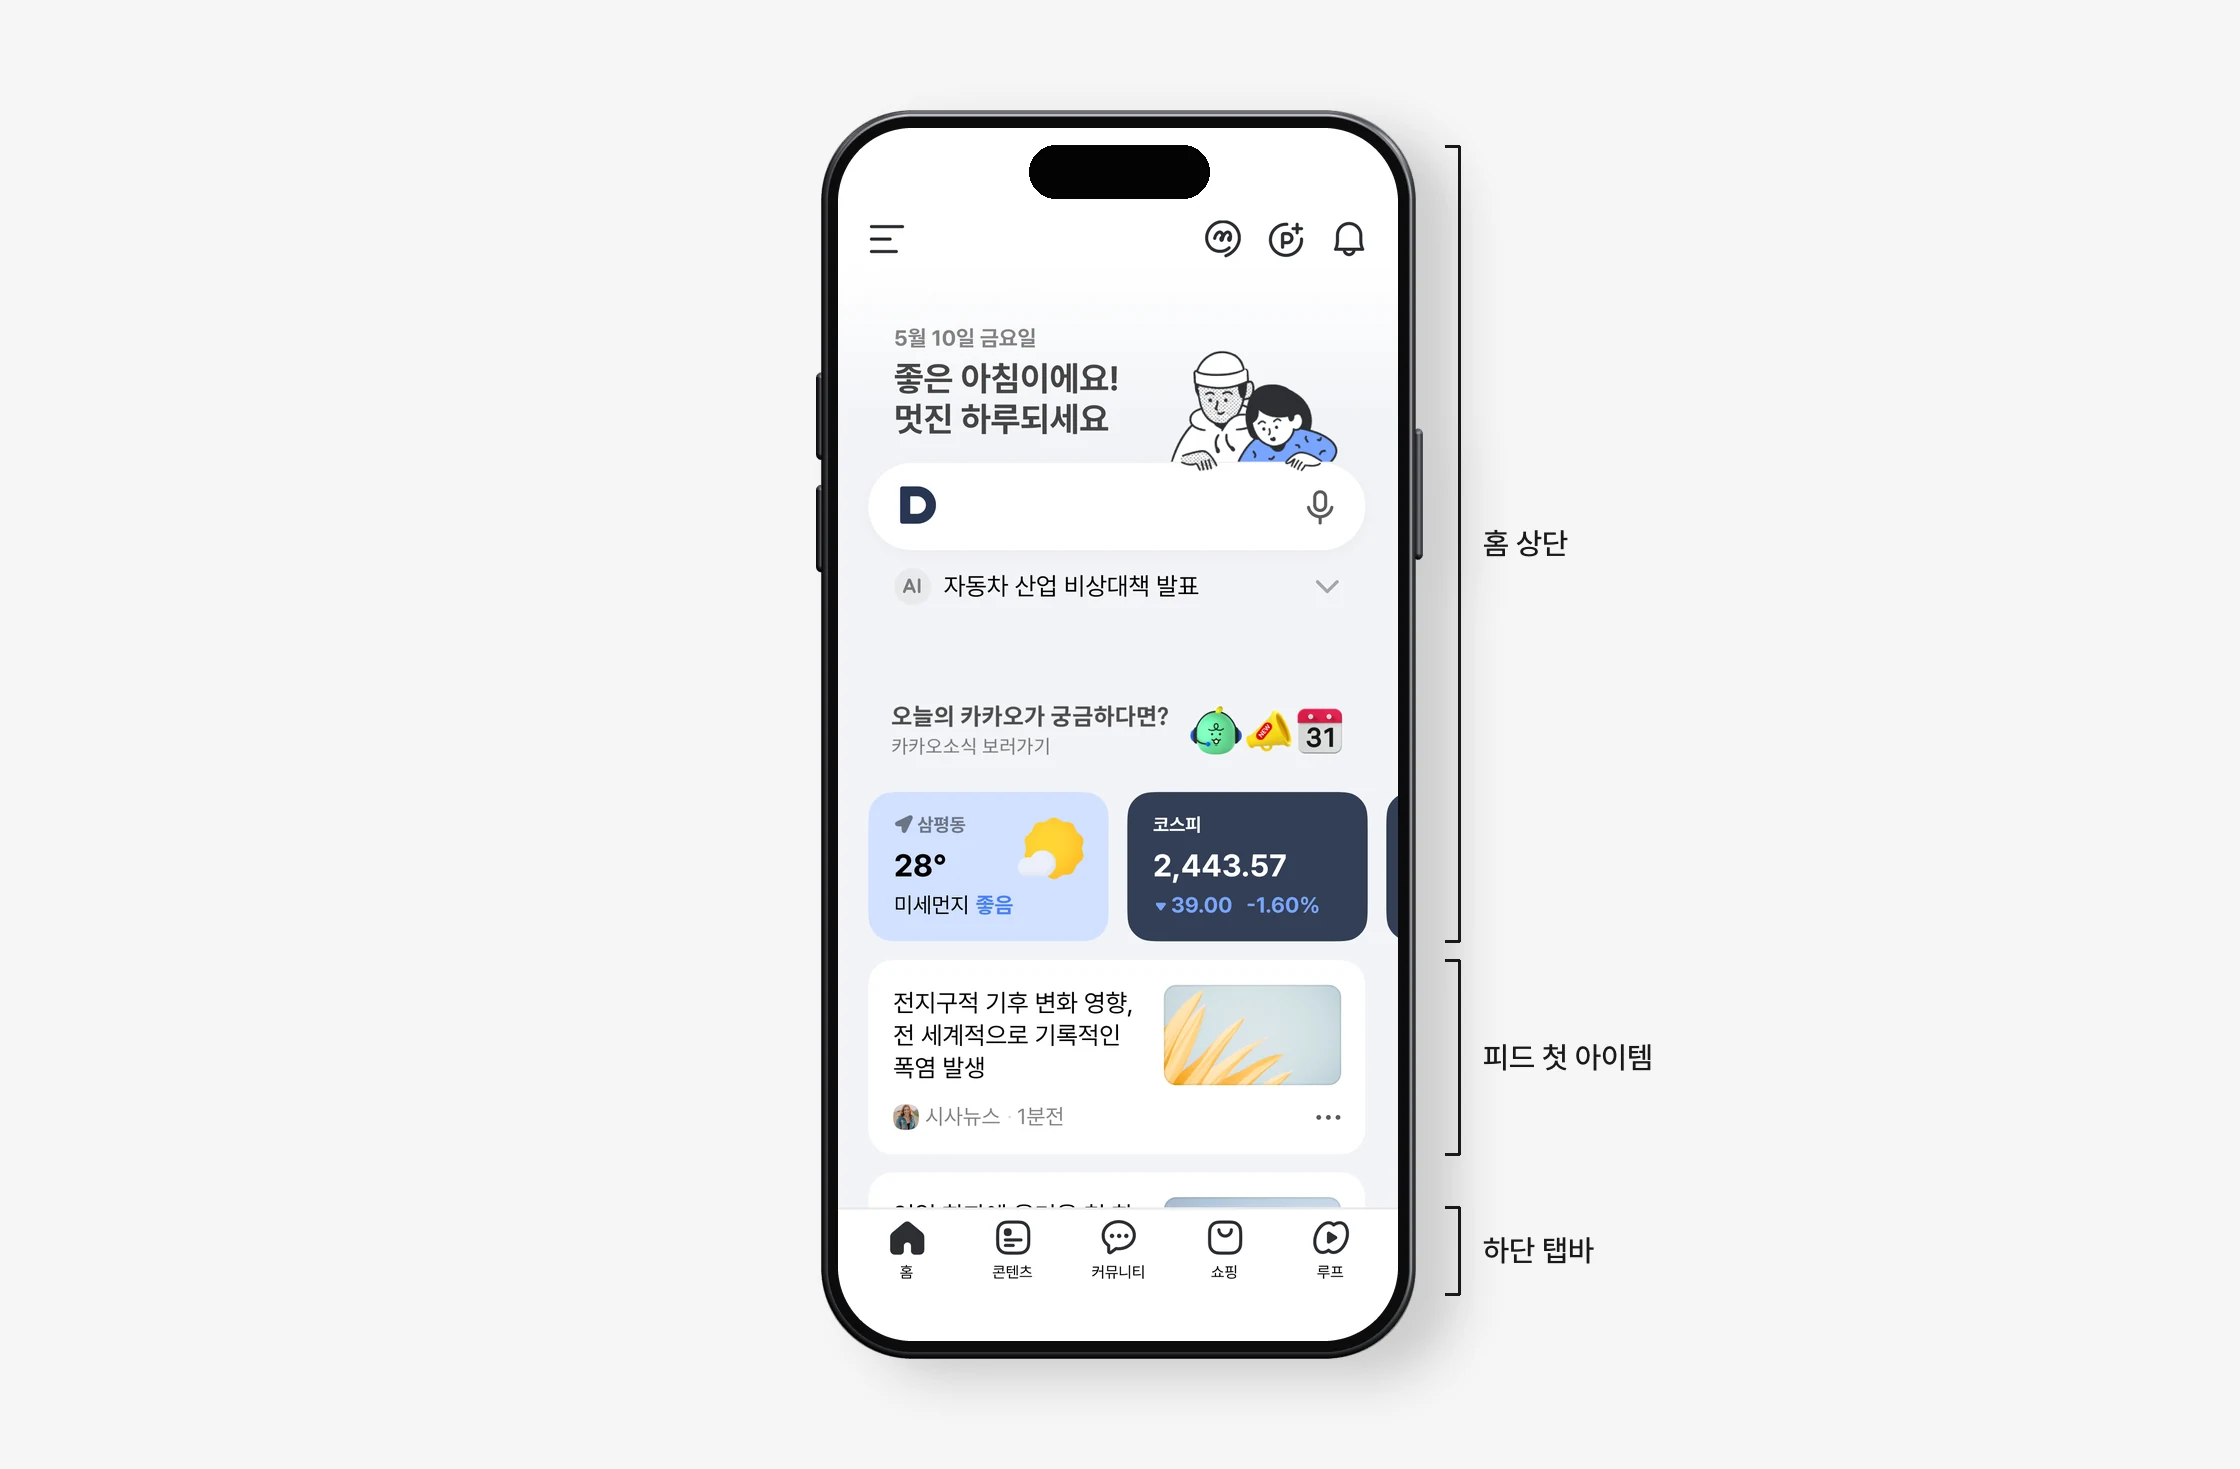 5월 10일 금요일
좋은 아침이에요!
멋진 하루되세요
D
AI 자동차 산업 비상대책 발표
오늘의 카카오가 궁금하다면?
카카오소식 보러가기
NEW
31
삼평동
28°
미세먼지 좋음
코스피
2,443.57
39.00 -1.60%
전지구적 기후 변화 영향,
전 세계적으로 기록적인
폭염 발생
시사뉴스 · 1분전
홈
콘텐츠
커뮤니티
쇼핑
루프
홈 상단
피드 첫 아이템
하단 탭바